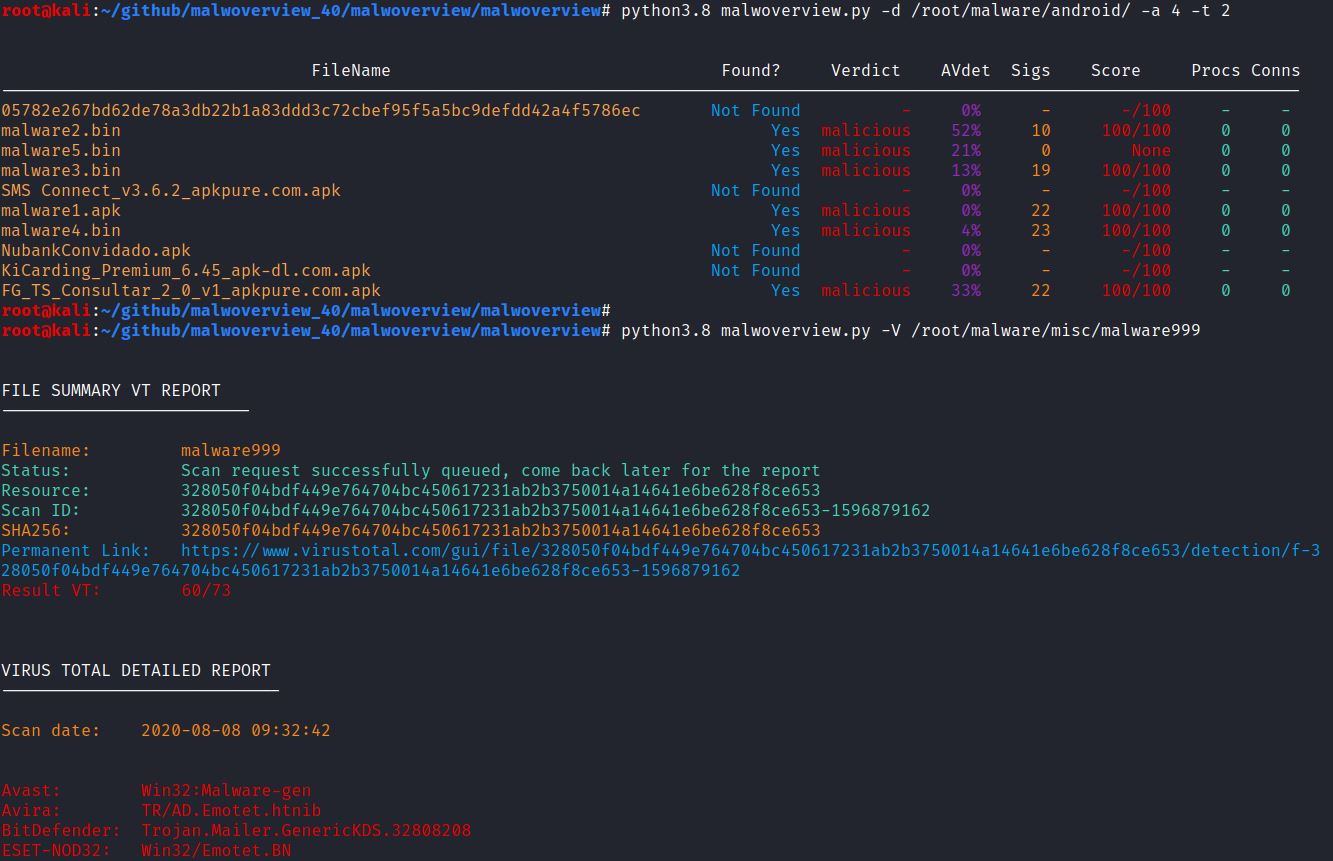 root@kali:~/github/malwoverview_40/malwoverview/malwoverview# python3.8 malwoverview.py -d /root/malware/android/ -a 4 -t 2
FileName Found? Verdict AVdet Sigs Score Procs Conns
05782e267bd62de78a3db22b1a83ddd3c72cbef95f5a5bc9defdd42a4f5786ec Not Found - 0% - -/100 - -
malware2.bin Yes malicious 52% 10 100/100 0 0
malware5.bin Yes malicious 21% 0 None 0 0
malware3.bin Yes malicious 13% 19 100/100 0 0
SMS Connect_v3.6.2_apkpure.com.apk Not Found - 0% - -/100 - -
malware1.apk Yes malicious 0% 22 100/100 0 0
malware4.bin Yes malicious 4% 23 100/100 0 0
NubankConvidado.apk Not Found - 0% - -/100 - -
KiCarding_Premium_6.45_apk-dl.com.apk Not Found - 0% - -/100 - -
FG_TS_Consultar_2_0_v1_apkpure.com.apk Yes malicious 33% 22 100/100 0 0
root@kali:~/github/malwoverview_40/malwoverview/malwoverview#
root@kali:~/github/malwoverview_40/malwoverview/malwoverview# python3.8 malwoverview.py -V /root/malware/misc/malware999
FILE SUMMARY VT REPORT
Filename: malware999
Status: Scan request successfully queued, come back later for the report
Resource: 328050f04bdf449e764704bc450617231ab2b3750014a14641e6be628f8ce653
Scan ID: 328050f04bdf449e764704bc450617231ab2b3750014a14641e6be628f8ce653-1596879162
SHA256: 328050f04bdf449e764704bc450617231ab2b3750014a14641e6be628f8ce653
Permanent Link: https://www.virustotal.com/gui/file/328050f04bdf449e764704bc450617231ab2b3750014a14641e6be628f8ce653/detection/f-3
28050f04bdf449e764704bc450617231ab2b3750014a14641e6be628f8ce653-1596879162
Result VT: 60/73
VIRUS TOTAL DETAILED REPORT
Scan date: 2020-08-08 09:32:42
Avast: Win32:Malware-gen
Avira: TR/AD.Emotet.htnib
BitDefender: Trojan.Mailer.GenericKDS.32808208
ESET-NOD32: Win32/Emotet.BN